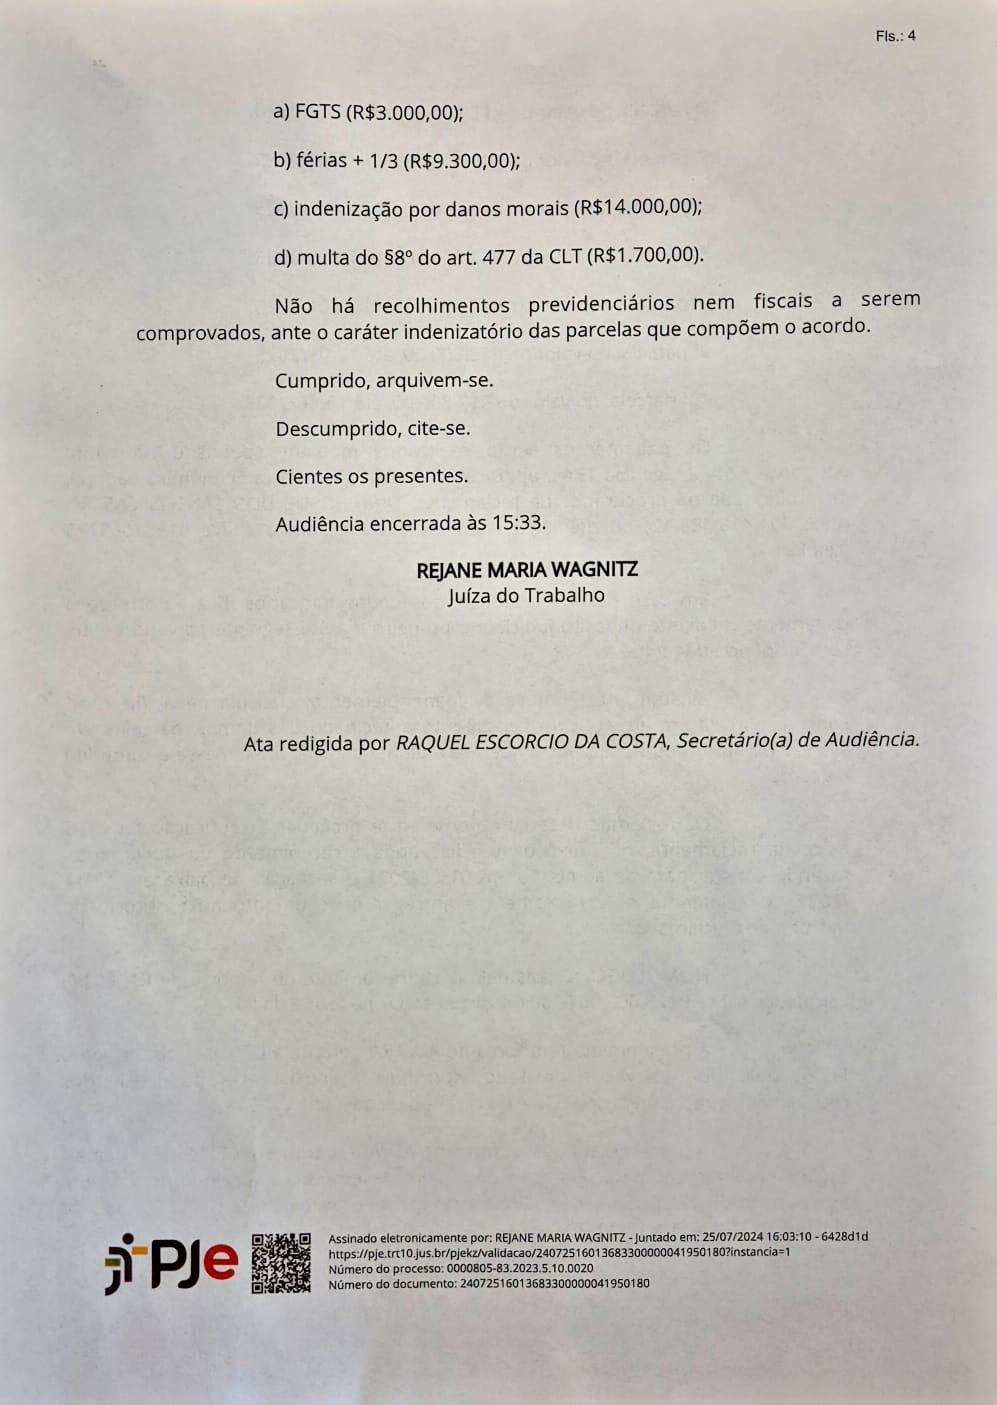 Fls.: 4
a) FGTS (R$3.000,00);
b) férias + 1/3 (R$9.300,00);
c) indenização por danos morais (R$14.000,00);
d) multa do §8º do art. 477 da CLT (R$1.700,00).
Não há recolhimentos previdenciários nem fiscais a serem
comprovados, ante o caráter indenizatório das parcelas que compõem o acordo.
Cumprido, arquivem-se.
Descumprido, cite-se.
Cientes os presentes.
Audiência encerrada às 15:33.
REJANE MARIA WAGNITZ
Juíza do Trabalho
Ata redigida por RAQUEL ESCORCIO DA COSTA, Secretário(a) de Audiência.
PJe
Assinado eletronicamente por: REJANE MARIA WAGNITZ - Juntado em: 25/07/2024 16:03:10 - 6428d1d
https://pje.trt10.jus.br/pjekz/validacao/24072516013683300000041950180?instancia=1
Número do processo: 0000805-83.2023.5.10.0020
Número do documento: 24072516013683300000041950180